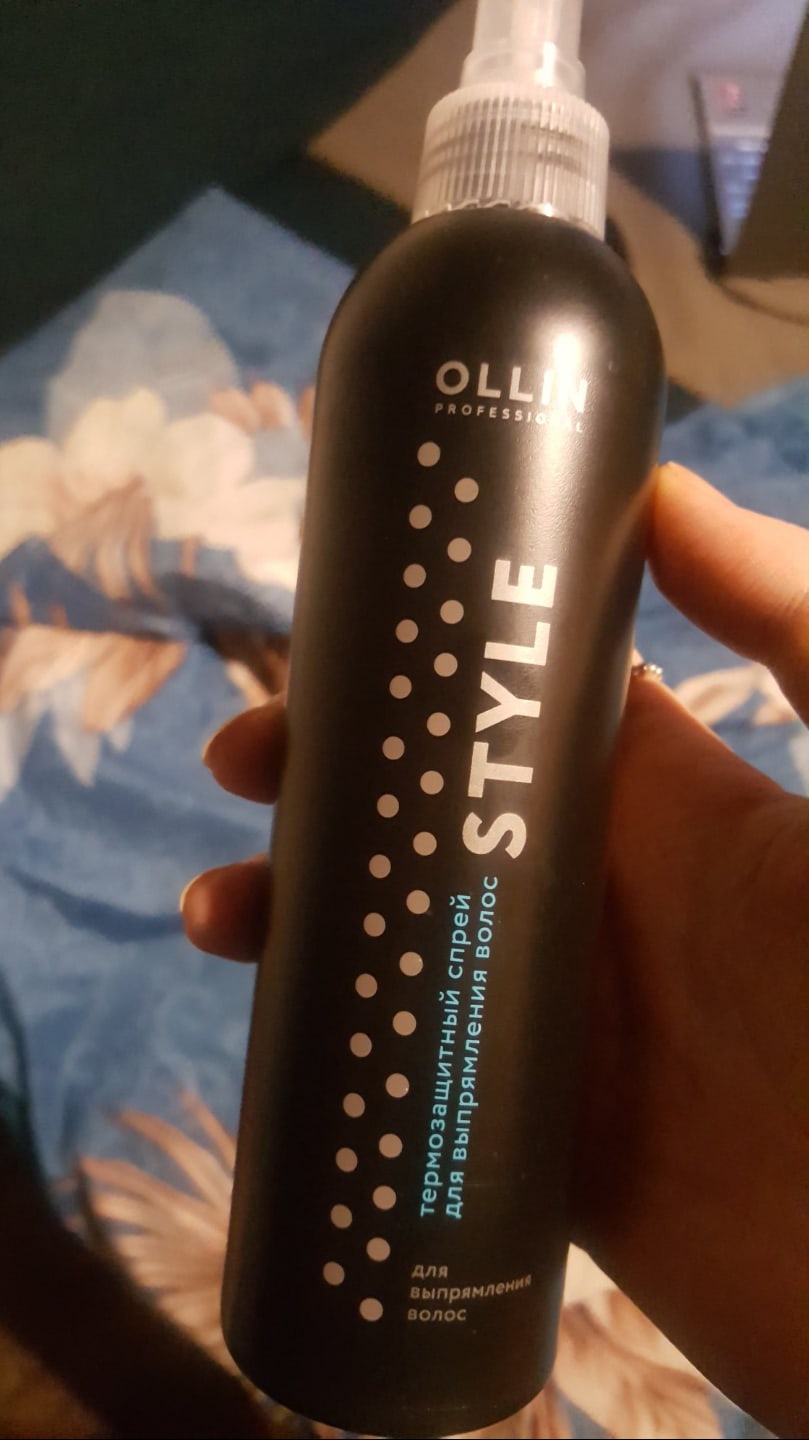 OLLIN
PROFESSIONAL
STYLE
термозащитный спрей
для выпрямления волос
для
выпрямления
волос